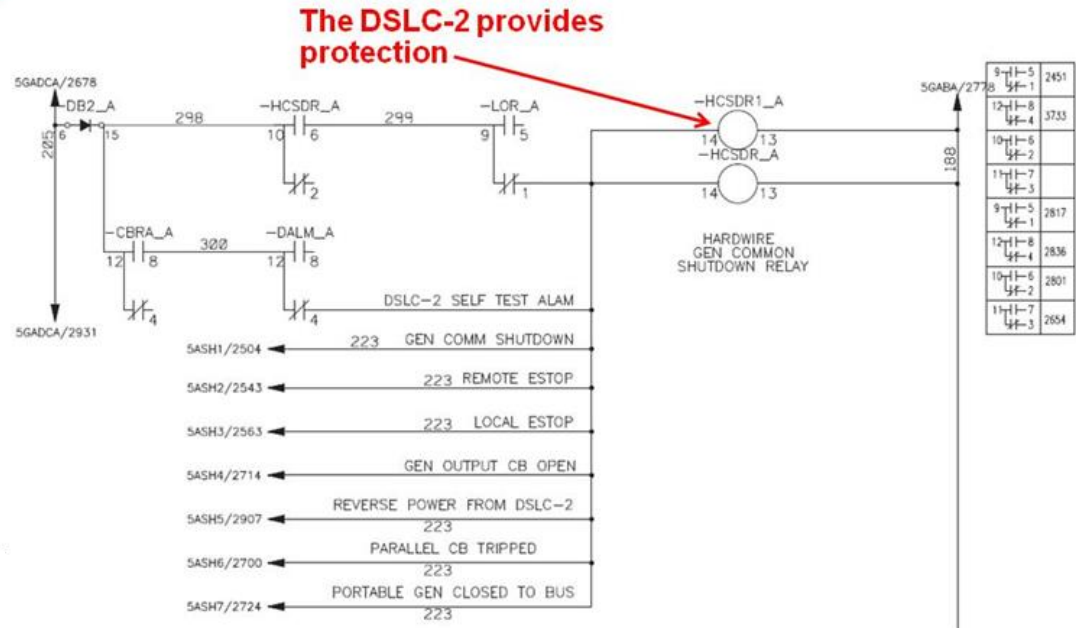 The DSLC-2 provides
protection
5GADCA/2678
-DB2_A
6
15
205
298
-HCSDR_A
10
6
2
299
-LOR_A
9
5
1
-HCSDR1_A
14
13
-HCSDR_A
14
13
HARDWIRE
GEN COMMON
SHUTDOWN RELAY
5GABA/2778
188
9 5 2451
1
12 8 3733
4
10 6
2
11 7
3
9 5 2817
1
12 8 2836
4
10 6 2801
2
11 7 2654
3
-CBRA_A
12
8
4
300
-DALM_A
12
8
4
5GADCA/2931
DSLC-2 SELF TEST ALAM
5ASH1/2504
223 GEN COMM SHUTDOWN
5ASH2/2543
223 REMOTE ESTOP
5ASH3/2563
223 LOCAL ESTOP
5ASH4/2714
GEN OUTPUT CB OPEN
5ASH5/2907
REVERSE POWER FROM DSLC-2
223
5ASH6/2700
PARALLEL CB TRIPPED
223
5ASH7/2724
PORTABLE GEN CLOSED TO BUS
223